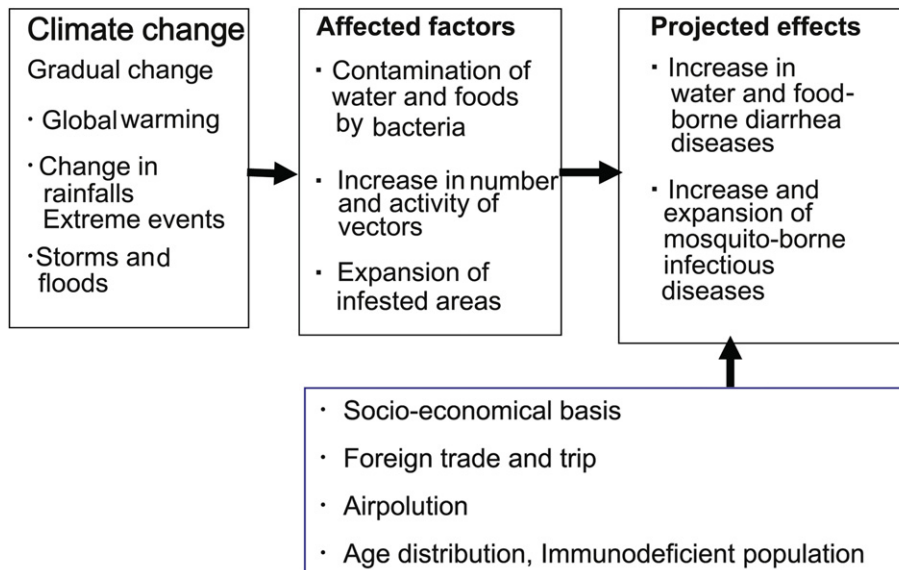 Climate change
Gradual change
· Global warming
· Change in
rainfalls
Extreme events
· Storms and
floods
Affected factors
· Contamination of
water and foods
by bacteria
· Increase in number
and activity of
vectors
· Expansion of
infested areas
Projected effects
· Increase in
water and food-
borne diarrhea
diseases
· Increase and
expansion of
mosquito-borne
infectious
diseases
· Socio-economical basis
· Foreign trade and trip
· Airpolution
· Age distribution, Immunodeficient population